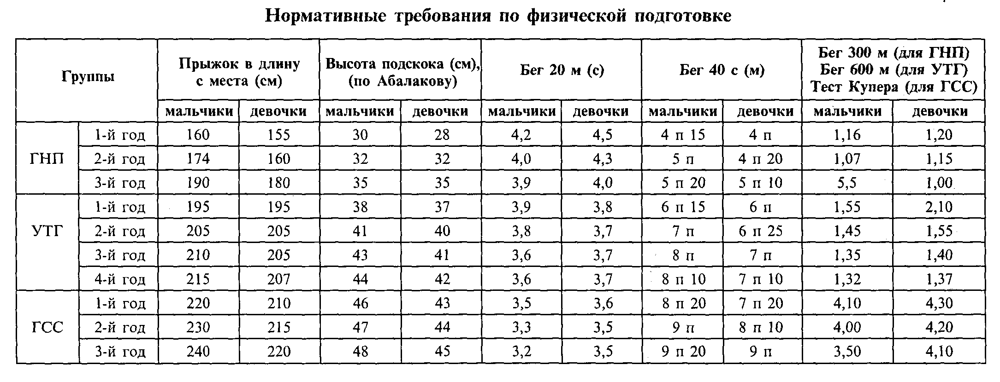 Нормативные требования по физической подготовке
Группы
Прыжок в длину
с места (см)
Высота подскока (см),
(по Абалакову)
Бег 20 м (с)
Бег 40 с (м)
Бег 300 м (для ГНП)
Бег 600 м (для УТГ)
Тест Купера (для ГСС)
мальчики девочки мальчики девочки мальчики девочки мальчики девочки мальчики девочки
ГНП
1-й год 160 155 30 28 4,2 4,5 4 п 15 4 п 1,16 1,20
2-й год 174 160 32 32 4,0 4,3 5 п 4 п 20 1,07 1,15
3-й год 190 180 35 35 3,9 4,0 5 п 20 5 п 10 5,5 1,00
УТГ
1-й год 195 195 38 37 3,9 3,8 6 п 15 6 п 1,55 2,10
2-й год 205 205 41 40 3,8 3,7 7 п 6 п 25 1,45 1,55
3-й год 210 205 43 41 3,6 3,7 8 п 7 п 1,35 1,40
4-й год 215 207 44 42 3,6 3,7 8 п 10 7 п 10 1,32 1,37
ГСС
1-й год 220 210 46 43 3,5 3,6 8 п 20 7 п 20 4,10 4,30
2-й год 230 215 47 44 3,3 3,5 9 п 8 п 10 4,00 4,20
3-й год 240 220 48 45 3,2 3,5 9 п 20 9 п 3,50 4,10